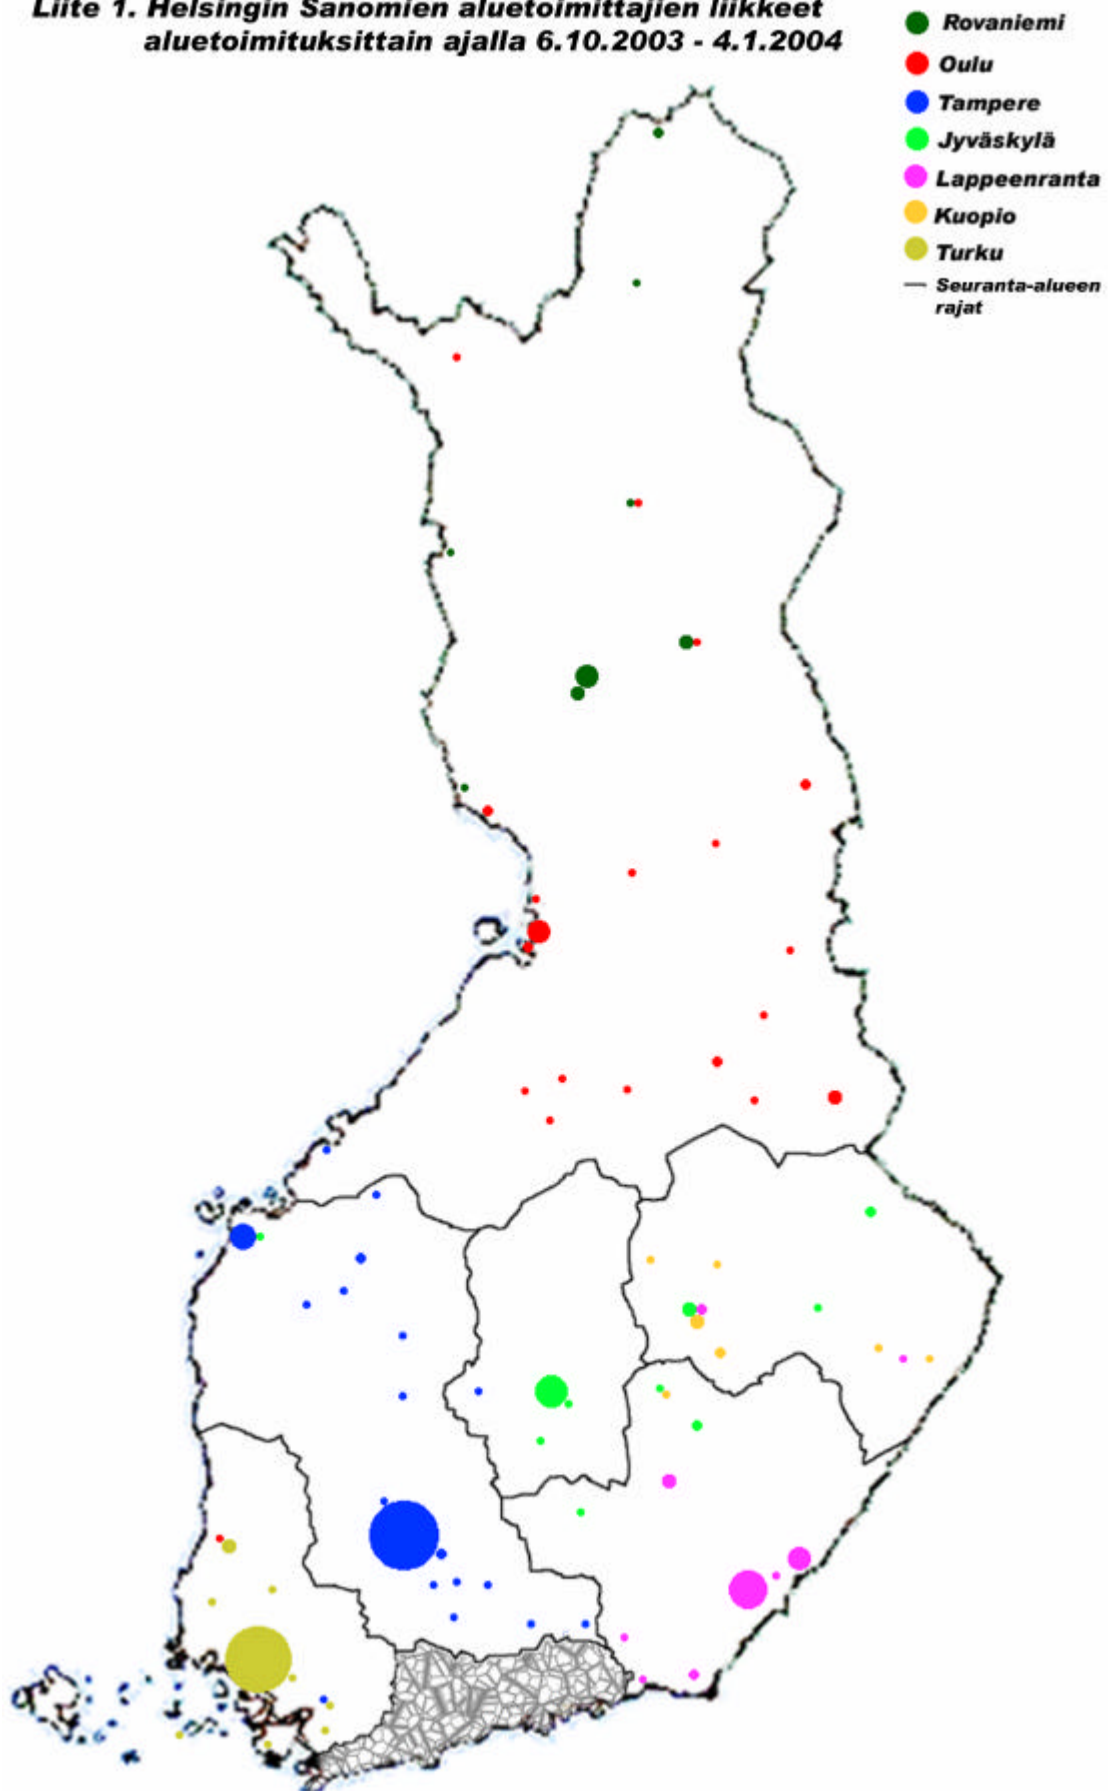 Liite 1. Helsingin Sanomien aluetoimittajien liikkeet
aluetoimituksittain ajalla 6.10.2003 - 4.1.2004
Rovaniemi
Oulu
Tampere
Jyväskylä
Lappeenranta
Kuopio
Turku
Seuranta-alueen
rajat